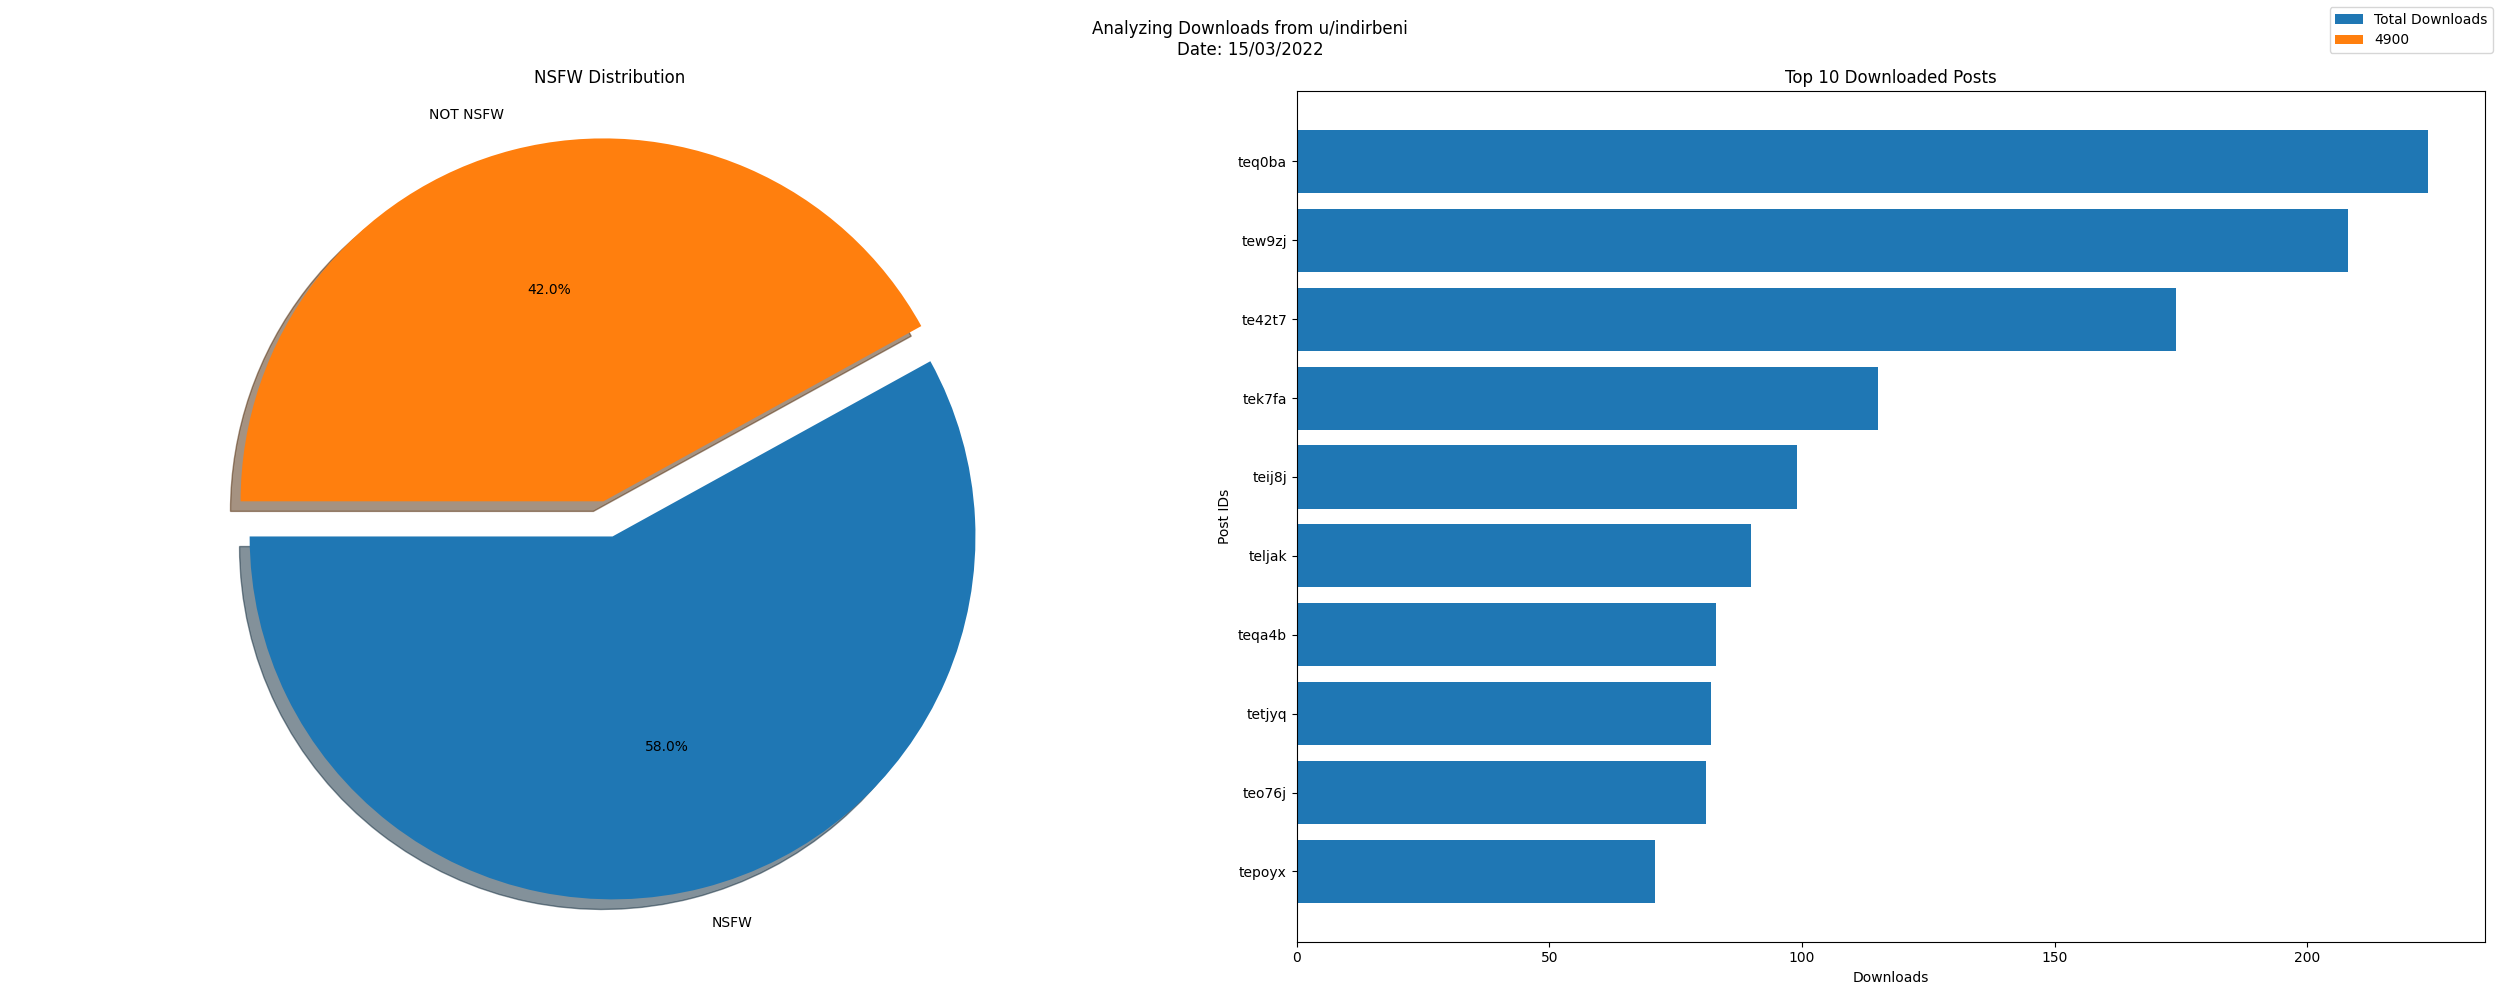 Analyzing Downloads from u/indirbeni
Date: 15/03/2022
Total Downloads
4900
NSFW Distribution
NOT NSFW
42.0%
58.0%
NSFW
Top 10 Downloaded Posts
Post IDs
teq0ba
tew9zj
te42t7
tek7fa
teij8j
teljak
teqa4b
tetjyq
teo76j
tepoyx
0 50 100 150 200
Downloads